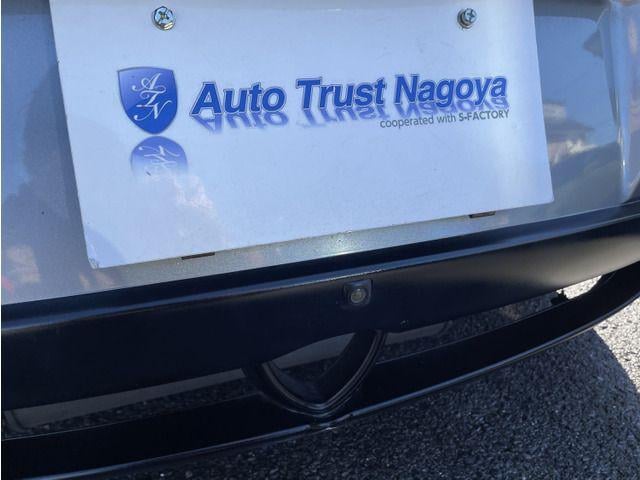 ATN
Auto Trust Nagoya
cooperated with S-FACTORY